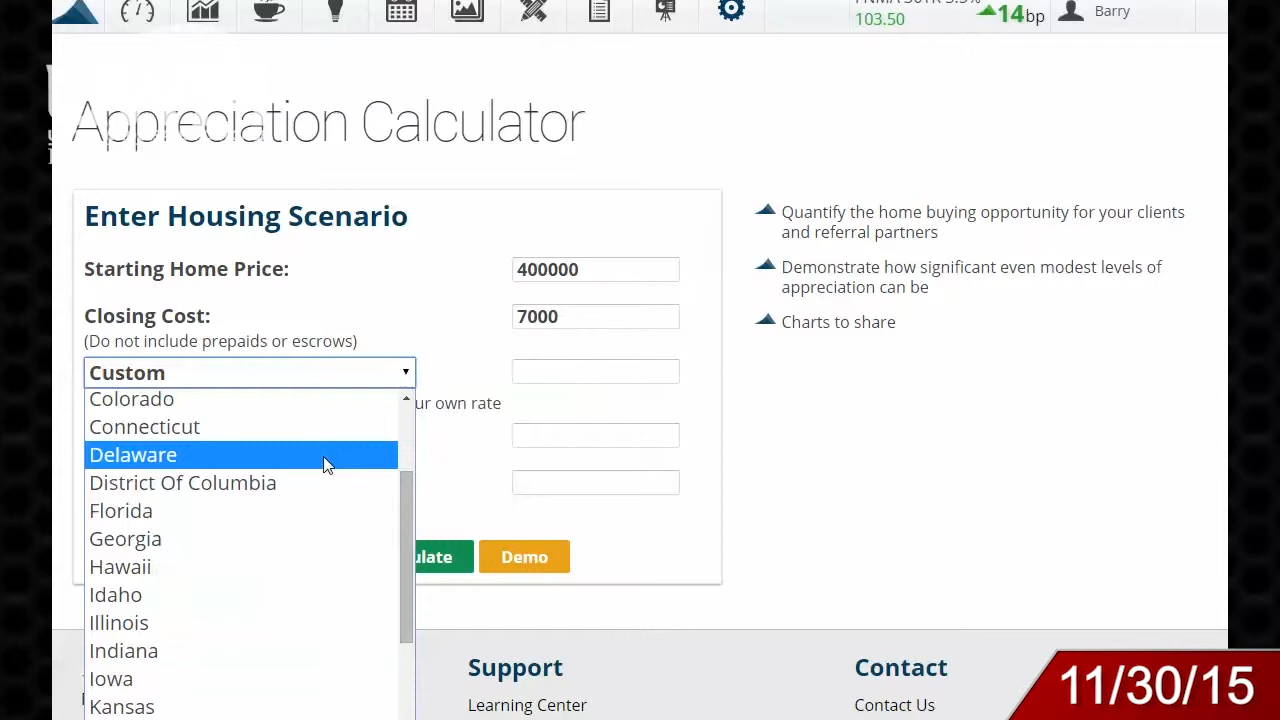 103.50
14bp
Barry
Appreciation Calculator
Enter Housing Scenario
Starting Home Price:
400000
Closing Cost:
7000
(Do not include prepaids or escrows)
Custom
ur own rate
Colorado
Connecticut
Delaware
District Of Columbia
Florida
Georgia
Hawaii
Idaho
Illinois
Indiana
Iowa
Kansas
ulate
Demo
Quantify the home buying opportunity for your clients
and referral partners
Demonstrate how significant even modest levels of
appreciation can be
Charts to share
Support
Learning Center
Contact
Contact Us
11/30/15